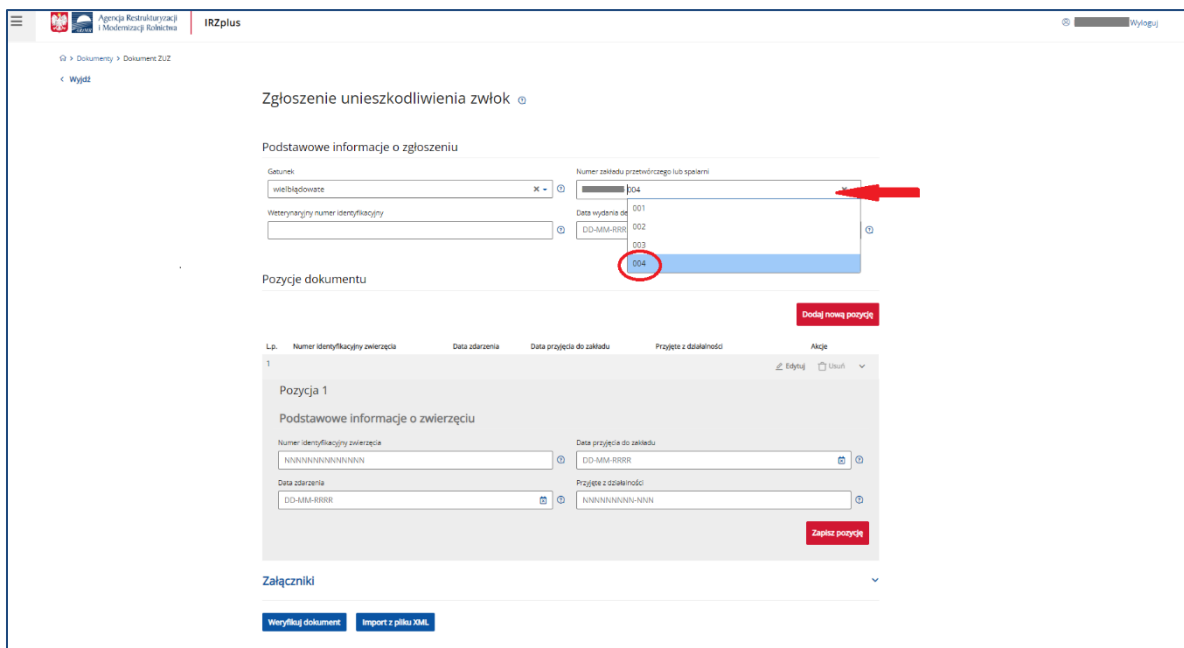 Agencja Restrukturyzacji
i Modernizacji Rolnictwa
IRZplus
Wyloguj
> Dokumenty > Dokument ZUZ
< Wyjdź
Zgłoszenie unieszkodliwienia zwłok
Podstawowe informacje o zgłoszeniu
Gatunek
Numer zakładu przetwórczego lub spalarni
wielbłądowate
004
Weterynaryjny numer identyfikacyjny
Data wydania de
DD-MM-RRR
001
002
003
004
Pozycje dokumentu
Dodaj nową pozycję
L.p. Numer identyfikacyjny zwierzęcia Data zdarzenia Data przyjęcia do zakładu Przyjęte z działalności Akcje
1 Edytuj Usuń
Pozycja 1
Podstawowe informacje o zwierzęciu
Numer identyfikacyjny zwierzęcia Data przyjęcia do zakładu
NNNNNNNNNNNNNN DD-MM-RRRR
Data zdarzenia Przyjęte z działalności
DD-MM-RRRR NNNNNNNNN-NNN
Zapisz pozycję
Załączniki
Weryfikuj dokument Import z pliku XML